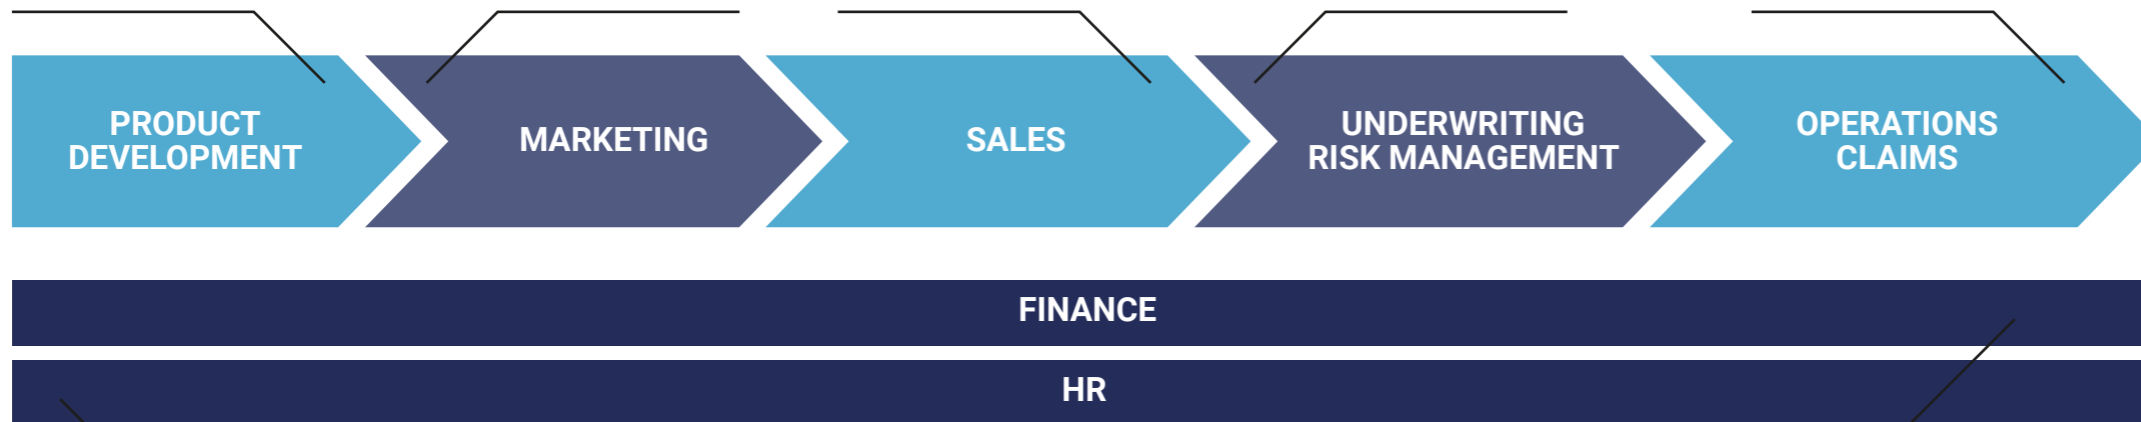 PRODUCT
DEVELOPMENT
MARKETING
SALES
UNDERWRITING
RISK MANAGEMENT
OPERATIONS
CLAIMS
FINANCE
HR